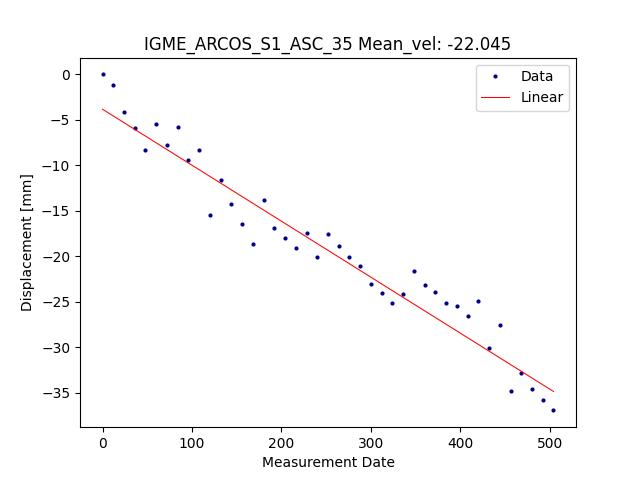 IGME_ARCOS_S1_ASC_35 Mean_vel: -22.045
Data
Linear
Displacement [mm]
0
−5
−10
−15
−20
−25
−30
−35
0 100 200 300 400 500
Measurement Date